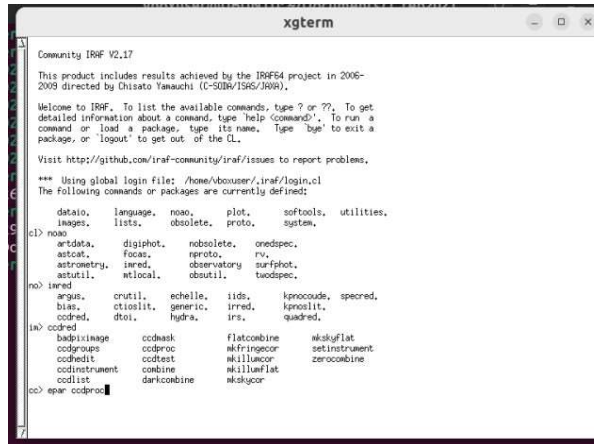 xgterm
Community IRAF V2.17
This product includes results achieved by the IRAF64 project in 2006-
2009 directed by Chisato Yamauchi (C-SODA/ISAS/JAXA).
Welcome to IRAF.  To list the available commands, type ? or ??.  To get
detailed information about a command, type `help <command>'.  To run  a
command  or  load  a  package,  type  its name.   Type  `bye' to exit a
package, or `logout' to get out  of the CL.
Visit http://github.com/iraf-community/iraf/issues to report problems.
***  Using global login file:  /home/vboxuser/.iraf/login.cl
The following commands or packages are currently defined:
dataio.     language.   noao.       plot.       softools.   utilities.
images.     lists.      obsolete.   proto.      system.
cl> noao
artdata.     digiphot.    nobsolete.   onedspec.
astcat.      focas.       nproto.      rv.
astrometry.  imred.       observatory  surfphot.
astutil.     mtlocal.     obsutil.     twodspec.
no> imred
argus.     crutil.    echelle.   iids.      kpnocoude. specred.
bias.      ctioslit.  generic.   irred.     kpnoslit.
ccdred.    dtoi.      hydra.     irs.       quadred.
im> ccdred
badpiximage     ccdmask         flatcombine     mkskyflat
ccdgroups       ccdproc         mkfringecor     setinstrument
ccdhedit        ccdtest         mkillumcor      zerocombine
ccdinstrument   combine         mkillumflat
ccdlist         darkcombine     mkskycor
cc> epar ccdproc